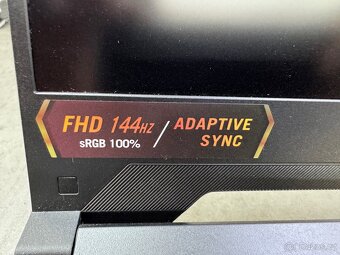 FHD 144HZ / ADAPTIVE
sRGB 100% SYNC